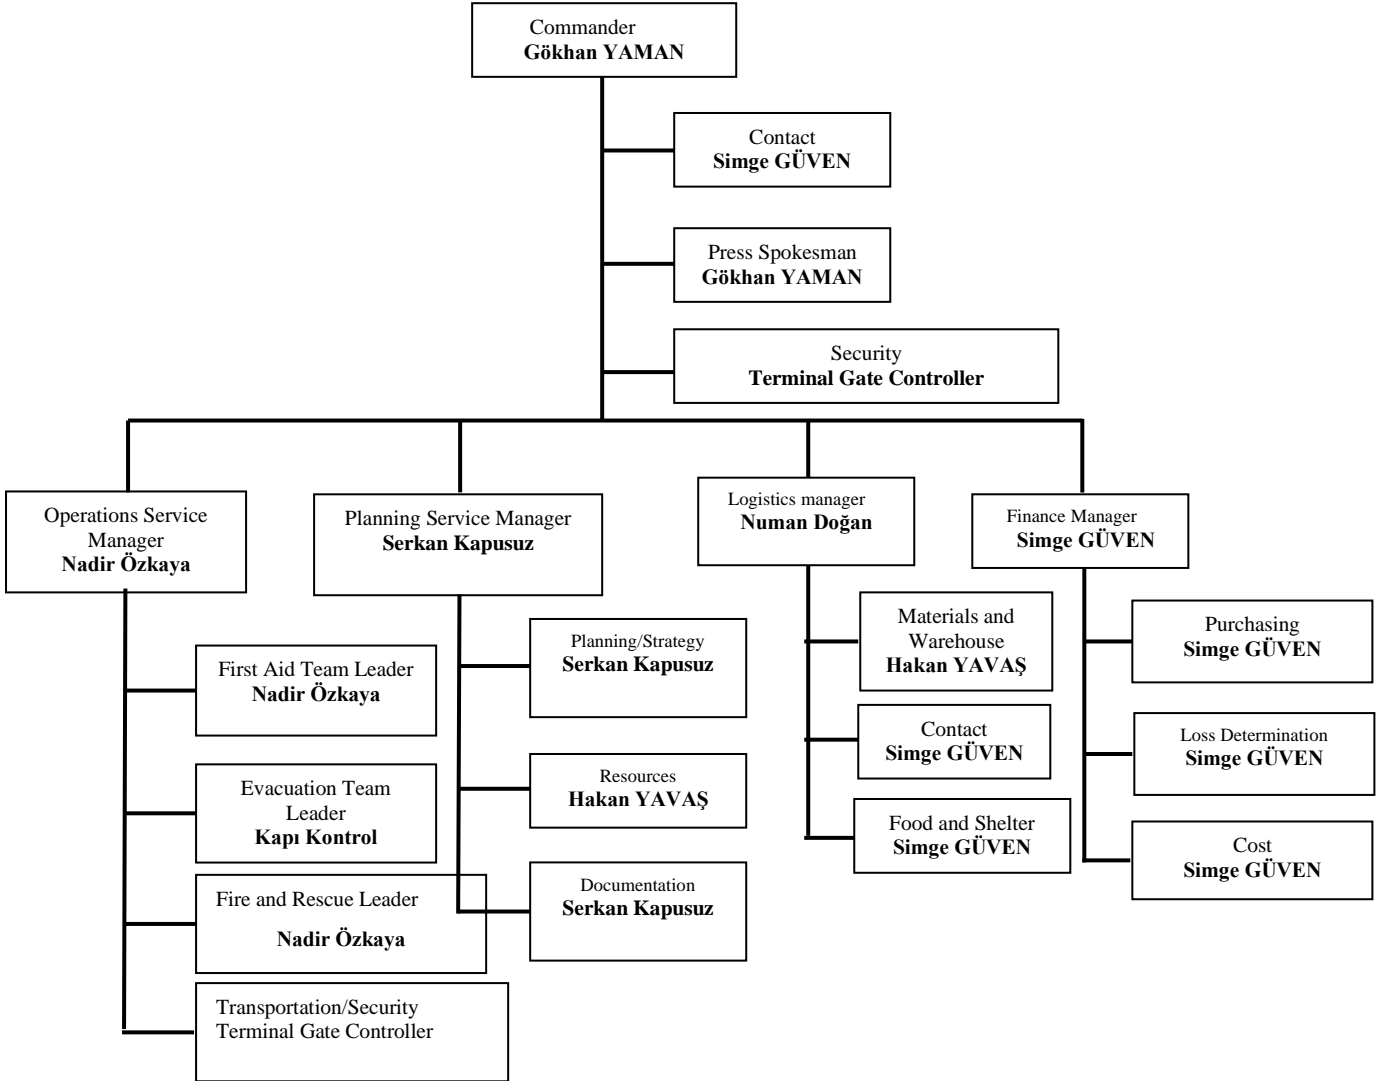 Commander
Gökhan YAMAN
Contact
Simge GÜVEN
Press Spokesman
Gökhan YAMAN
Security
Terminal Gate Controller
Operations Service
Manager
Nadir Özkaya
Planning Service Manager
Serkan Kapusuz
Logistics manager
Numan Doğan
Finance Manager
Simge GÜVEN
First Aid Team Leader
Nadir Özkaya
Evacuation Team
Leader
Kapı Kontrol
Fire and Rescue Leader
Nadir Özkaya
Transportation/Security
Terminal Gate Controller
Planning/Strategy
Serkan Kapusuz
Resources
Hakan YAVAŞ
Documentation
Serkan Kapusuz
Materials and
Warehouse
Hakan YAVAŞ
Contact
Simge GÜVEN
Food and Shelter
Simge GÜVEN
Purchasing
Simge GÜVEN
Loss Determination
Simge GÜVEN
Cost
Simge GÜVEN